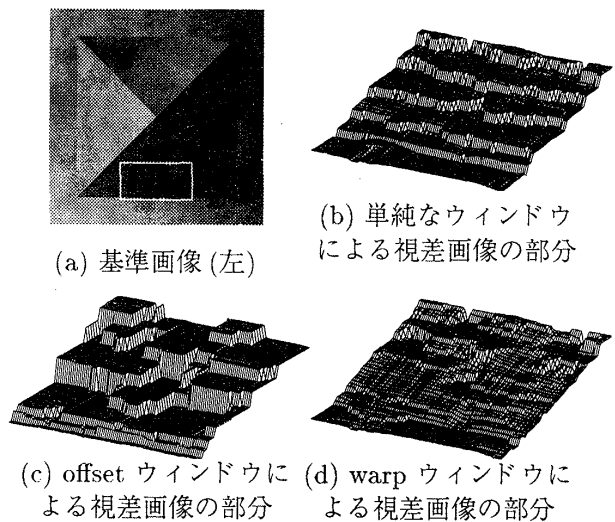 (a) 基準画像 (左)
(b) 単純なウィンドウ
による視差画像の部分
(c) offset ウィンドウに
よる視差画像の部分
(d) warp ウィンドウに
よる視差画像の部分